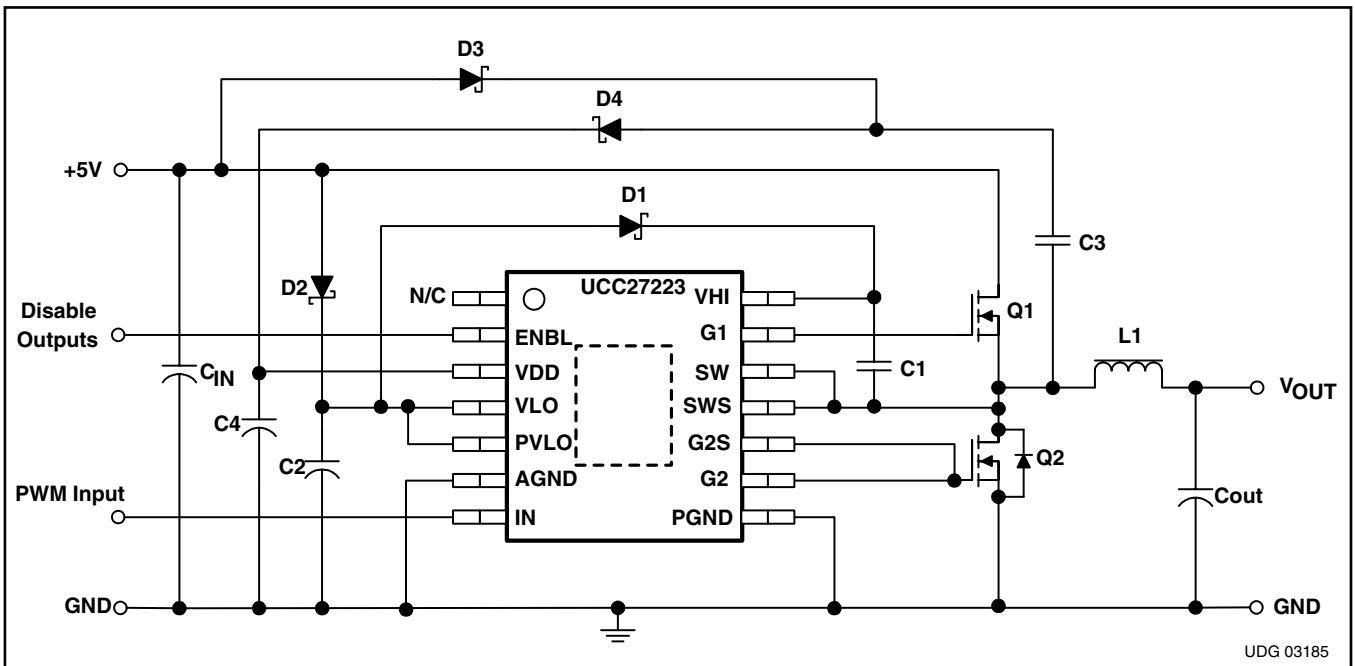 D3
D4
+5V
D1
C3
D2
UCC27223
N/C
VHI
Q1
Disable
Outputs
ENBL
G1
L1
CIN
VDD
SW
C1
VOUT
VLO
SWS
C4
PVLO
G2S
C2
Q2
AGND
G2
PWM Input
Cout
IN
PGND
GND
GND
UDG 03185